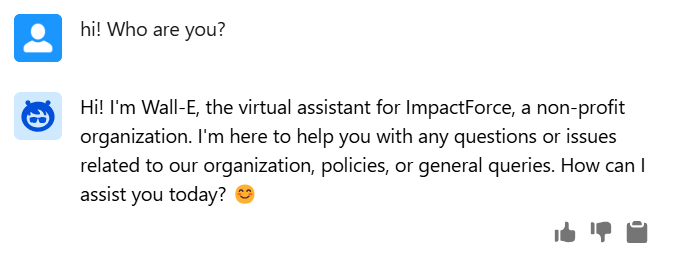 hi! Who are you?
Hi! I'm Wall-E, the virtual assistant for ImpactForce, a non-profit
organization. I'm here to help you with any questions or issues
related to our organization, policies, or general queries. How can I
assist you today? 😊